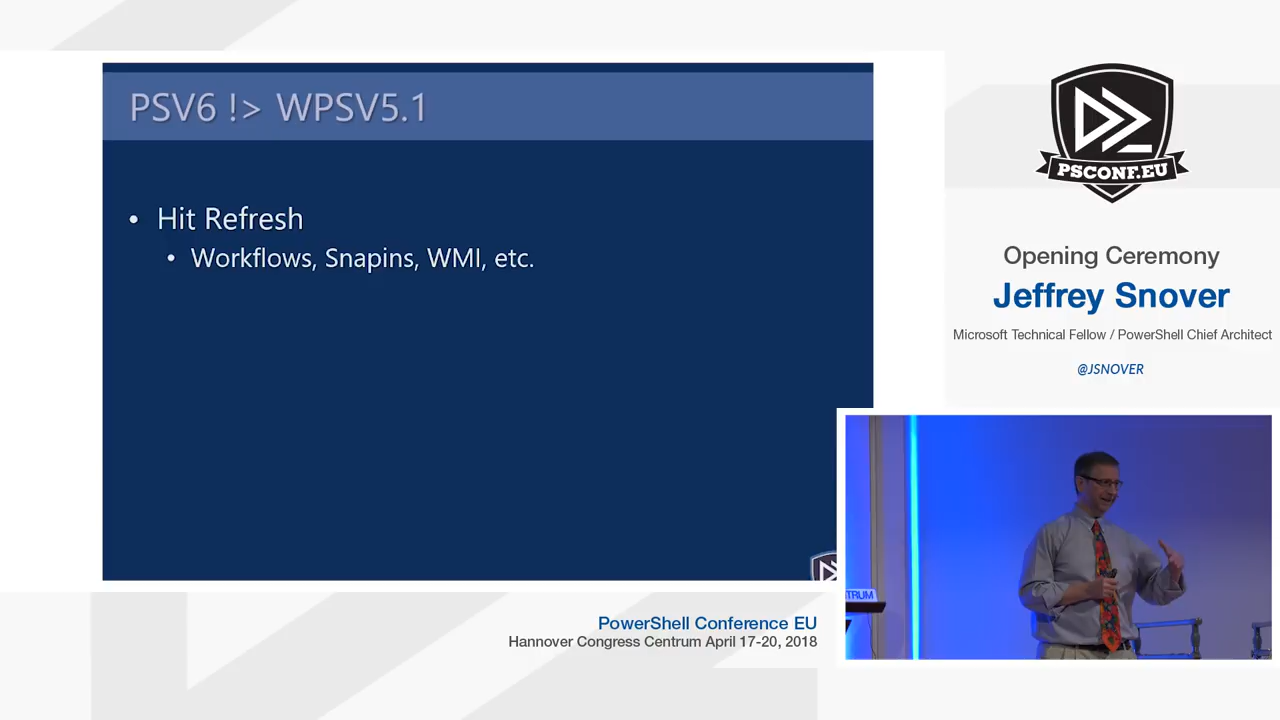 PSV6 !> WPSV5.1
• Hit Refresh
• Workflows, Snapins, WMI, etc.
PSCONF.EU
Opening Ceremony
Jeffrey Snover
Microsoft Technical Fellow / PowerShell Chief Architect
@JSNOVER
TRUM
PowerShell Conference EU
Hannover Congress Centrum April 17-20, 2018